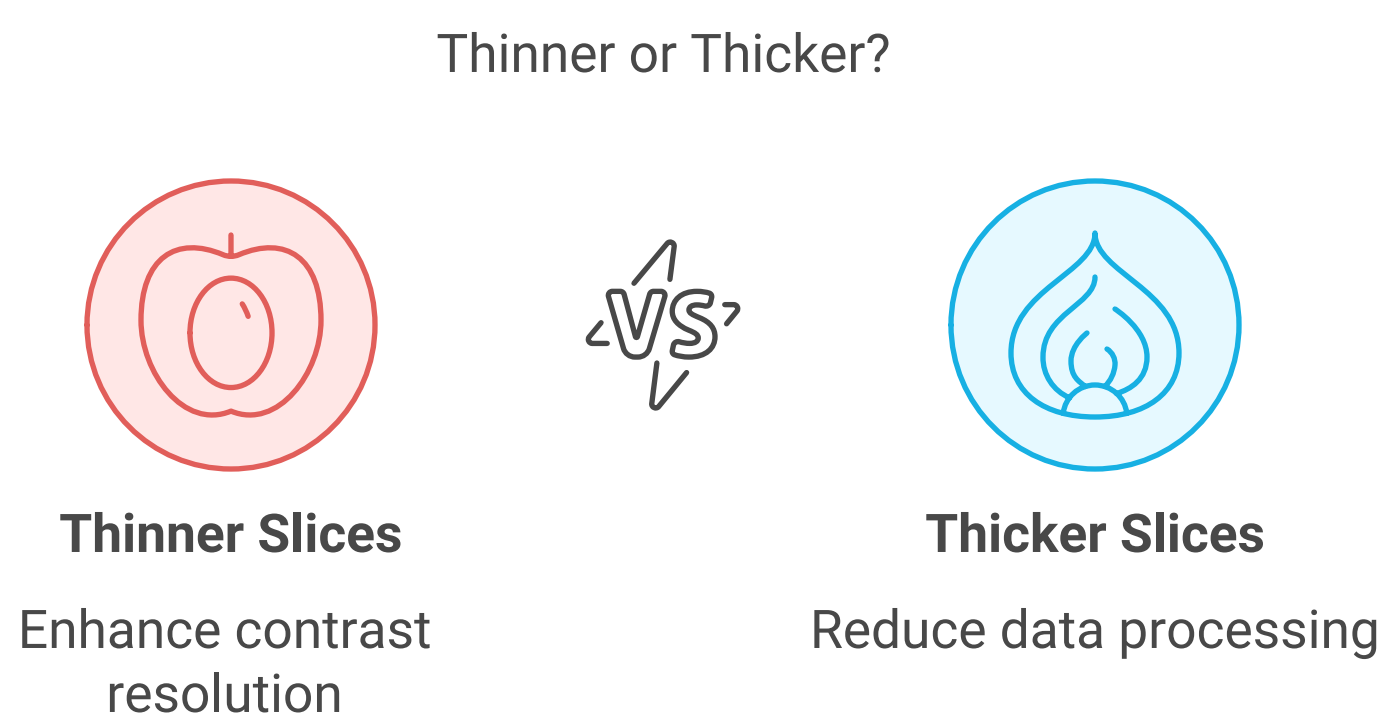 Thinner or Thicker?
VS
Thinner Slices
Thicker Slices
Enhance contrast
resolution
Reduce data processing